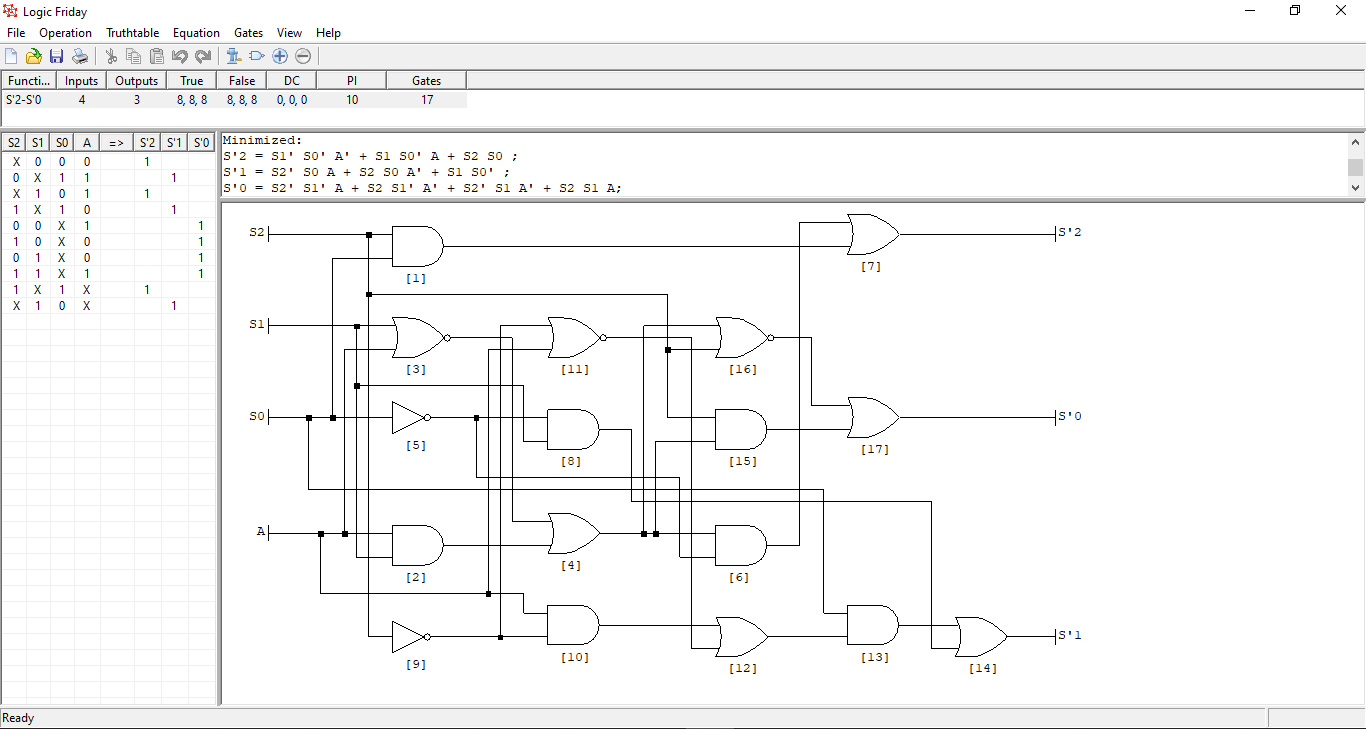 Logic Friday
File Operation Truthtable Equation Gates View Help
Functi... Inputs Outputs True False DC PI Gates
S'2-S'0 4 3 8, 8, 8 8, 8, 8 0, 0, 0 10 17
S2 S1 S0 A => S'2 S'1 S'0
X 0 0 0 1
0 X 1 1 1
X 1 0 1 1
1 X 1 0 1
0 0 X 1 1
1 0 X 0 1
0 1 X 0 1
1 1 X 1 1
1 X 1 X 1
X 1 0 X 1
Minimized:
S'2 = S1' S0' A' + S1 S0' A + S2 S0 ;
S'1 = S2' S0 A + S2 S0 A' + S1 S0' ;
S'0 = S2' S1' A + S2 S1' A' + S2' S1 A' + S2 S1 A;
S2
S'2
[1]
[7]
S1
[3]
[11]
[16]
S0
S'0
[5]
[8]
[15]
[17]
A
[2]
[4]
[6]
S'1
[9]
[10]
[12]
[13]
[14]
Ready